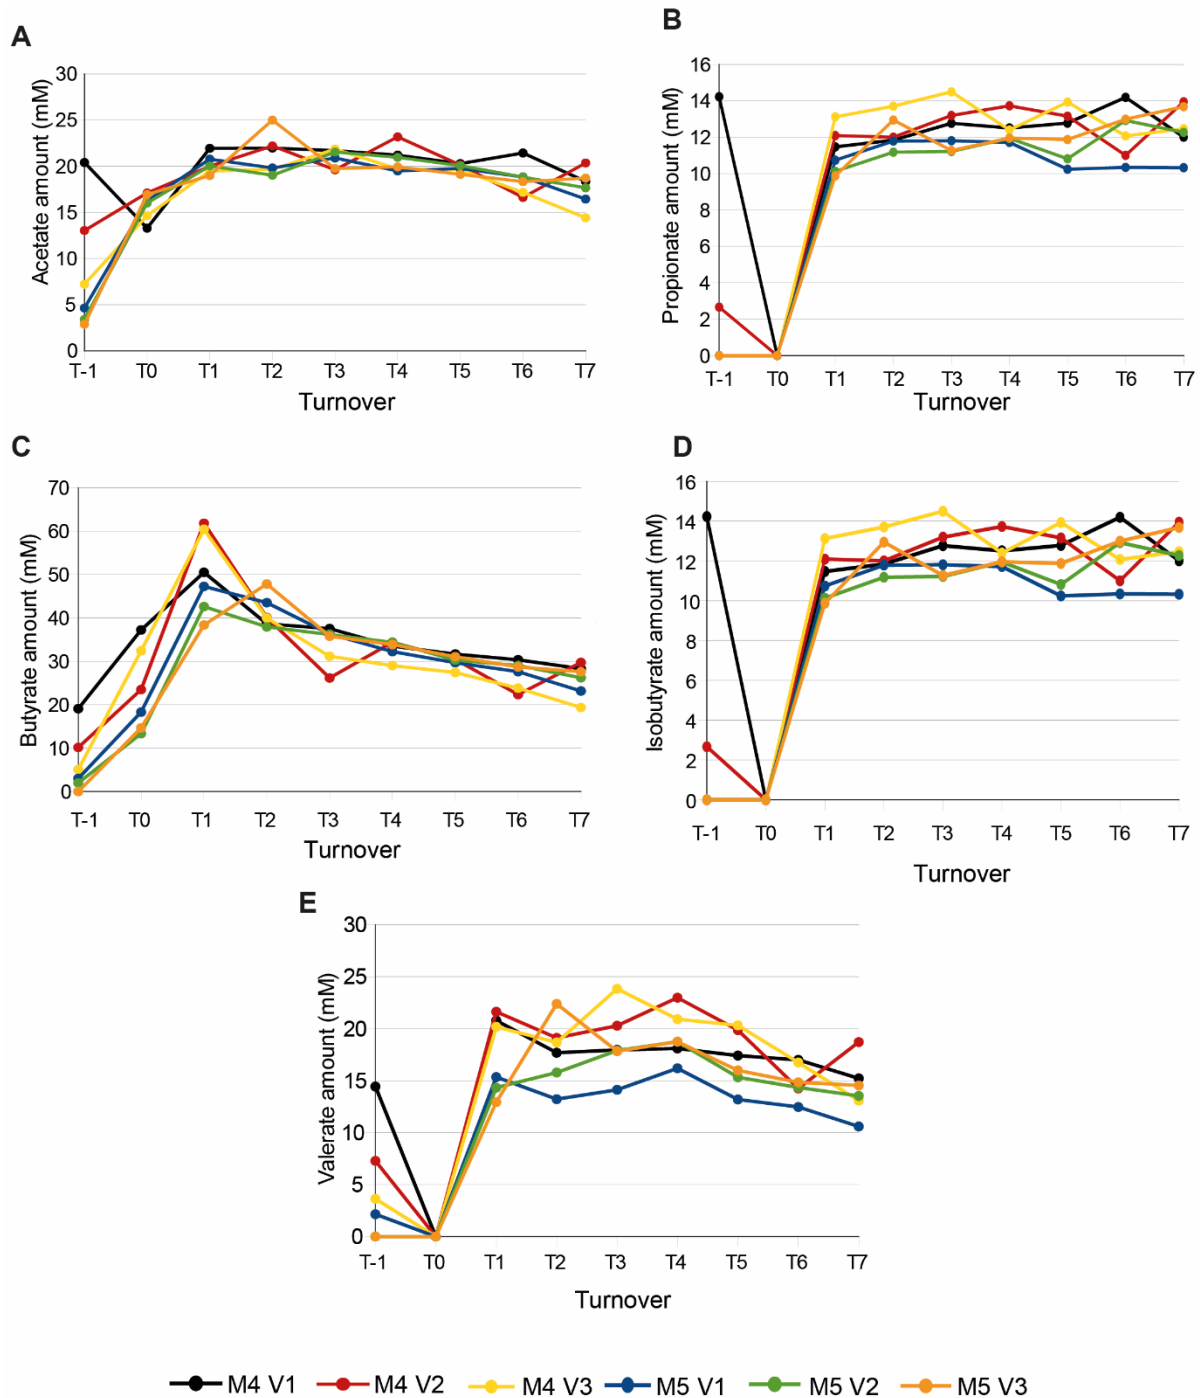 A
30
25
20
15
10
5
0
Acetate amount (mM)
T-1 T0 T1 T2 T3 T4 T5 T6 T7
Turnover
B
16
14
12
10
8
6
4
2
0
Propionate amount (mM)
T-1 T0 T1 T2 T3 T4 T5 T6 T7
Turnover
C
70
60
50
40
30
20
10
0
Butyrate amount (mM)
T-1 T0 T1 T2 T3 T4 T5 T6 T7
Turnover
D
16
14
12
10
8
6
4
2
0
Isobutyrate amount (mM)
T-1 T0 T1 T2 T3 T4 T5 T6 T7
Turnover
E
30
25
20
15
10
5
0
Valerate amount (mM)
T-1 T0 T1 T2 T3 T4 T5 T6 T7
Turnover
M4 V1 M4 V2 M4 V3 M5 V1 M5 V2 M5 V3